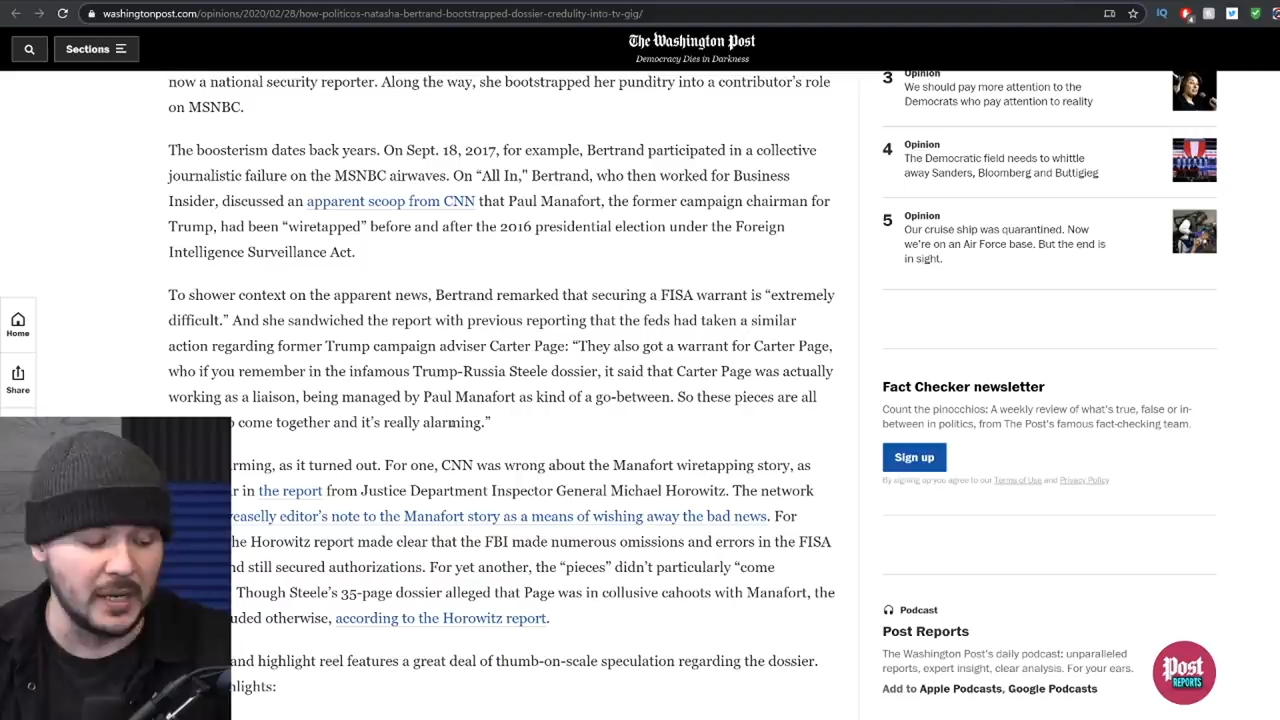 washingtonpost.com/opinions/2020/02/28/how-politicos-natasha-bertrand-bootstrapped-dossier-credulity-into-tv-gig/
Sections
The Washington Post
Democracy Dies in Darkness
now a national security reporter. Along the way, she bootstrapped her punditry into a contributor's role
on MSNBC.
The boosterism dates back years. On Sept. 18, 2017, for example, Bertrand participated in a collective
journalistic failure on the MSNBC airwaves. On “All In,” Bertrand, who then worked for Business
Insider, discussed an apparent scoop from CNN that Paul Manafort, the former campaign chairman for
Trump, had been “wiretapped” before and after the 2016 presidential election under the Foreign
Intelligence Surveillance Act.
To shower context on the apparent news, Bertrand remarked that securing a FISA warrant is “extremely
difficult.” And she sandwiched the report with previous reporting that the feds had taken a similar
action regarding former Trump campaign adviser Carter Page: “They also got a warrant for Carter Page,
who if you remember in the infamous Trump-Russia Steele dossier, it said that Carter Page was actually
working as a liaison, being managed by Paul Manafort as kind of a go-between. So these pieces are all
come together and it's really alarming.”
as it turned out. For one, CNN was wrong about the Manafort wiretapping story, as
in the report from Justice Department Inspector General Michael Horowitz. The network
editor's note to the Manafort story as a means of wishing away the bad news. For
Horowitz report made clear that the FBI made numerous omissions and errors in the FISA
still secured authorizations. For yet another, the “pieces” didn't particularly “come
Though Steele's 35-page dossier alleged that Page was in collusive cahoots with Manafort, the
otherwise, according to the Horowitz report.
and highlight reel features a great deal of thumb-on-scale speculation regarding the dossier.
Home
Share
3
Opinion
We should pay more attention to the
Democrats who pay attention to reality
4
Opinion
The Democratic field needs to whittle
away Sanders, Bloomberg and Buttigieg
5
Opinion
Our cruise ship was quarantined. Now
we're on an Air Force base. But the end is
in sight.
Fact Checker newsletter
Count the pinocchios: A weekly review of what's true, false or in-
between in politics, from The Post's famous fact-checking team.
Sign up
By signing up you agree to our Terms of Use and Privacy Policy
Podcast
Post Reports
The Washington Post's daily podcast: unparalleled
reports, expert insight, clear analysis. For your ears.
Add to Apple Podcasts, Google Podcasts
Post
REPORTS